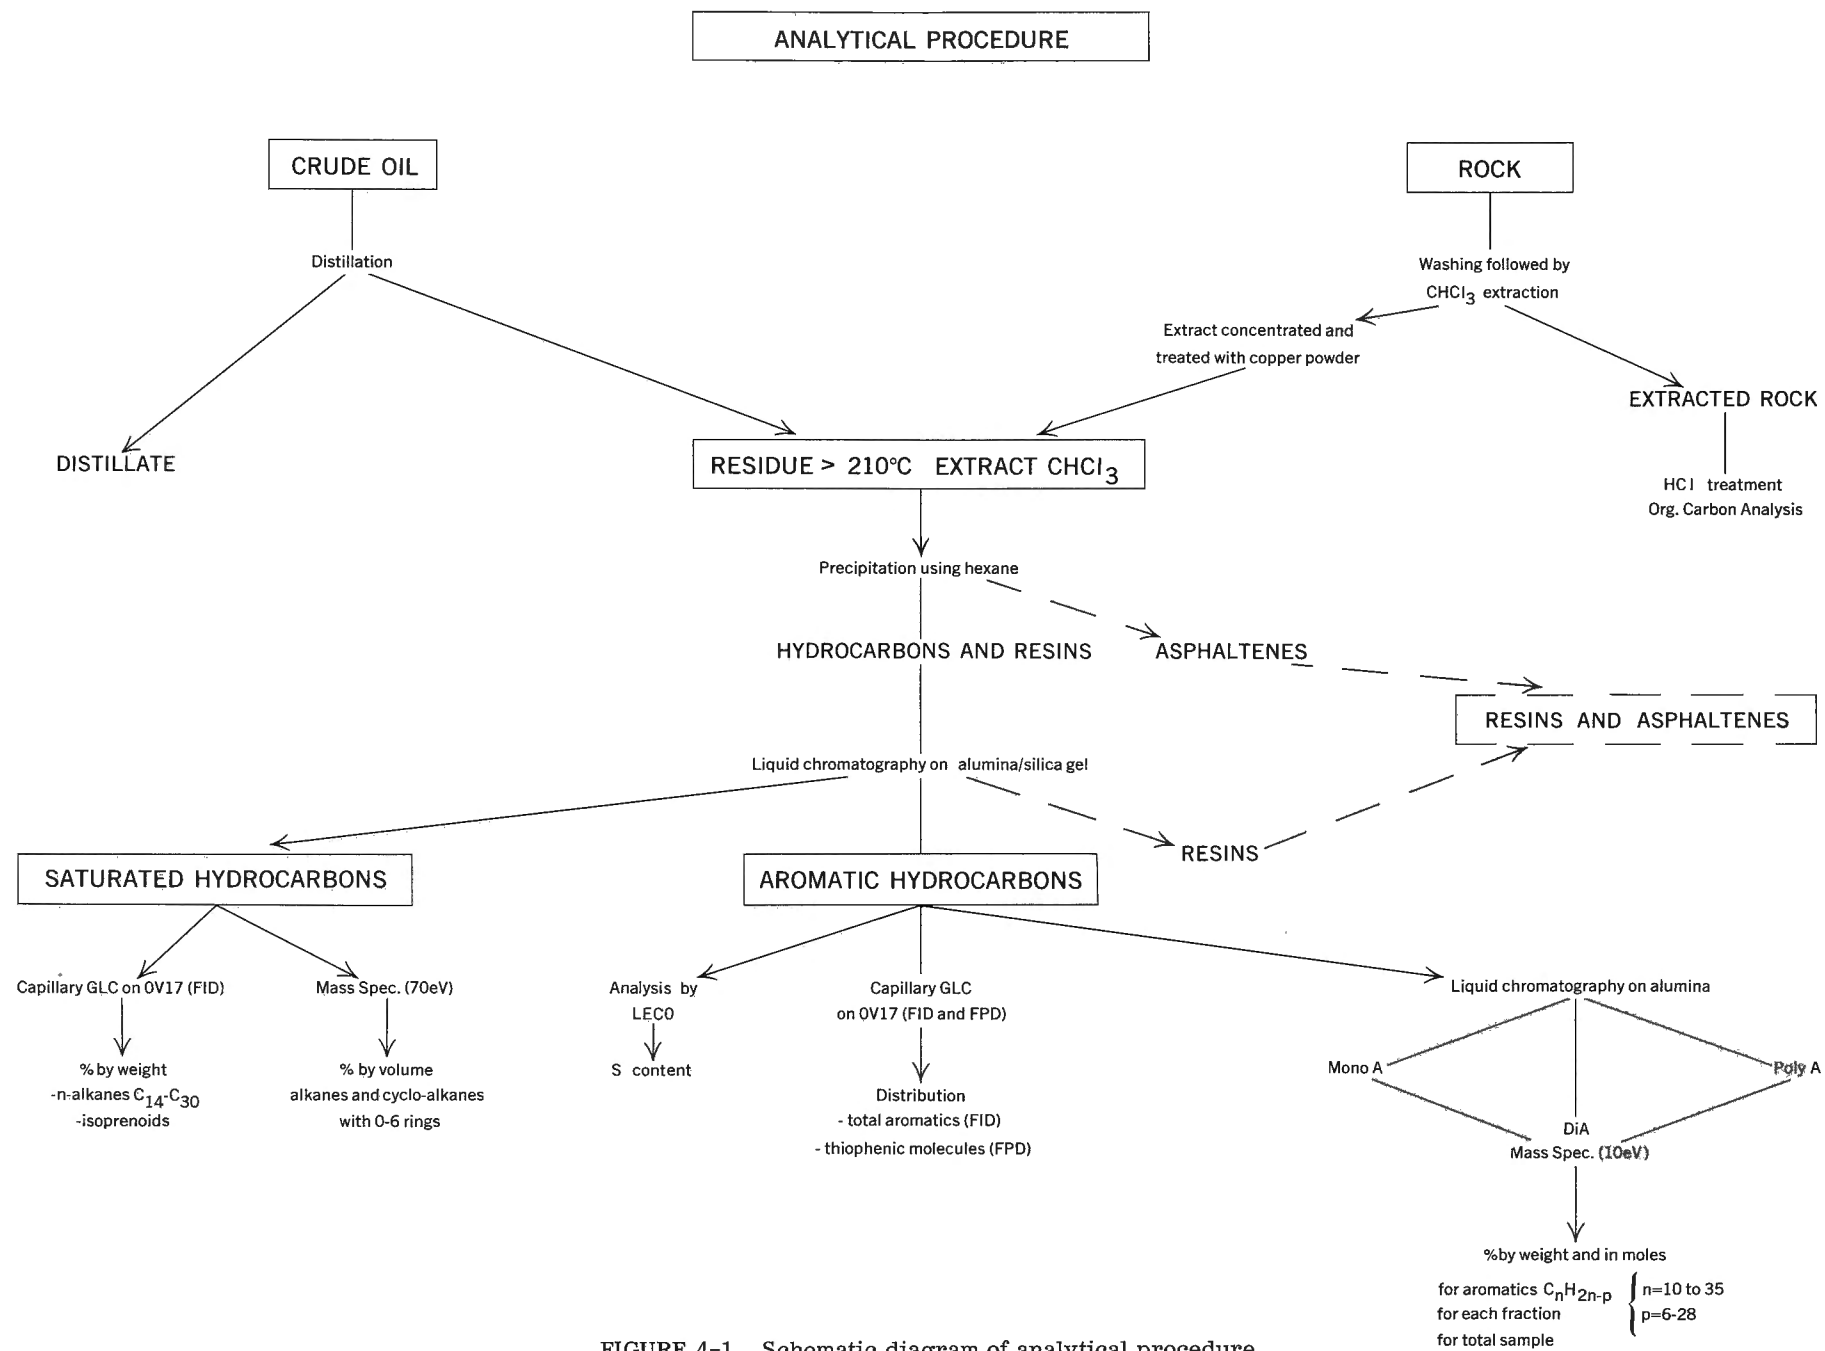 ANALYTICAL PROCEDURE
CRUDE OIL
ROCK
Distillation
Washing followed by
CHCl3 extraction
Extract concentrated and
treated with copper powder
EXTRACTED ROCK
DISTILLATE
RESIDUE > 210°C EXTRACT CHCl3
HCl treatment
Org. Carbon Analysis
Precipitation using hexane
HYDROCARBONS AND RESINS
ASPHALTENES
RESINS AND ASPHALTENES
Liquid chromatography on alumina/silica gel
RESINS
SATURATED HYDROCARBONS
AROMATIC HYDROCARBONS
Capillary GLC on OV17 (FID)
Mass Spec. (70eV)
Analysis by
LECO
Capillary GLC
on OV17 (FID and FPD)
Liquid chromatography on alumina
% by weight
-n-alkanes C14-C30
-isoprenoids
% by volume
alkanes and cyclo-alkanes
with 0-6 rings
S content
Distribution
- total aromatics (FID)
- thiophenic molecules (FPD)
Mono A
Poly A
DiA
Mass Spec. (10eV)
%by weight and in moles
for aromatics CnH2n-p
for each fraction
for total sample
n=10 to 35
p=6-28
FIGURE 4-1 Schematic diagram of analytical procedure